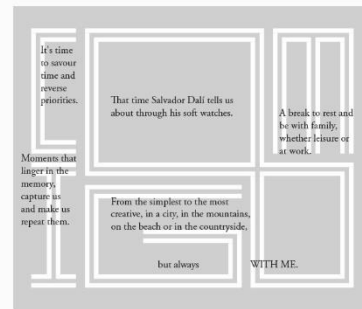 It's time
to savour
time and
reverse
priorities.
That time Salvador Dalí tells us
about through his soft watches.
A break to rest and
be with family,
whether leisure or
at work.
Moments that
linger in the
memory,
capture us
and make us
repeat them.
From the simplest to the most
creative, in a city, in the mountains,
on the beach or in the countryside,
but always
WITH ME.